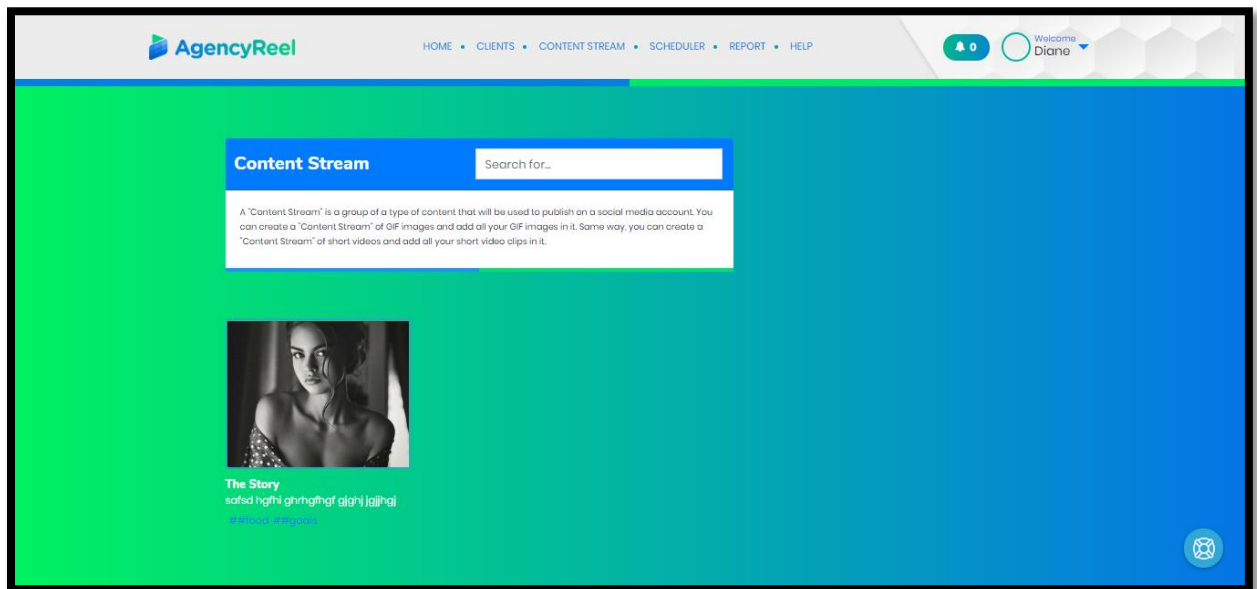 AgencyReel
HOME • CLIENTS • CONTENT STREAM • SCHEDULER • REPORT • HELP
0
Welcome
Diane
Content Stream
Search for...
A "Content Stream" is a group of a type of content that will be used to publish on a social media account. You
can create a "Content Stream" of GIF images and add all your GIF images in it. Same way, you can create a
"Content Stream" of short videos and add all your short video clips in it.
The Story
safsd hgfhi ghrhgfhgf gjghj jgjjhgj
##food ##goals